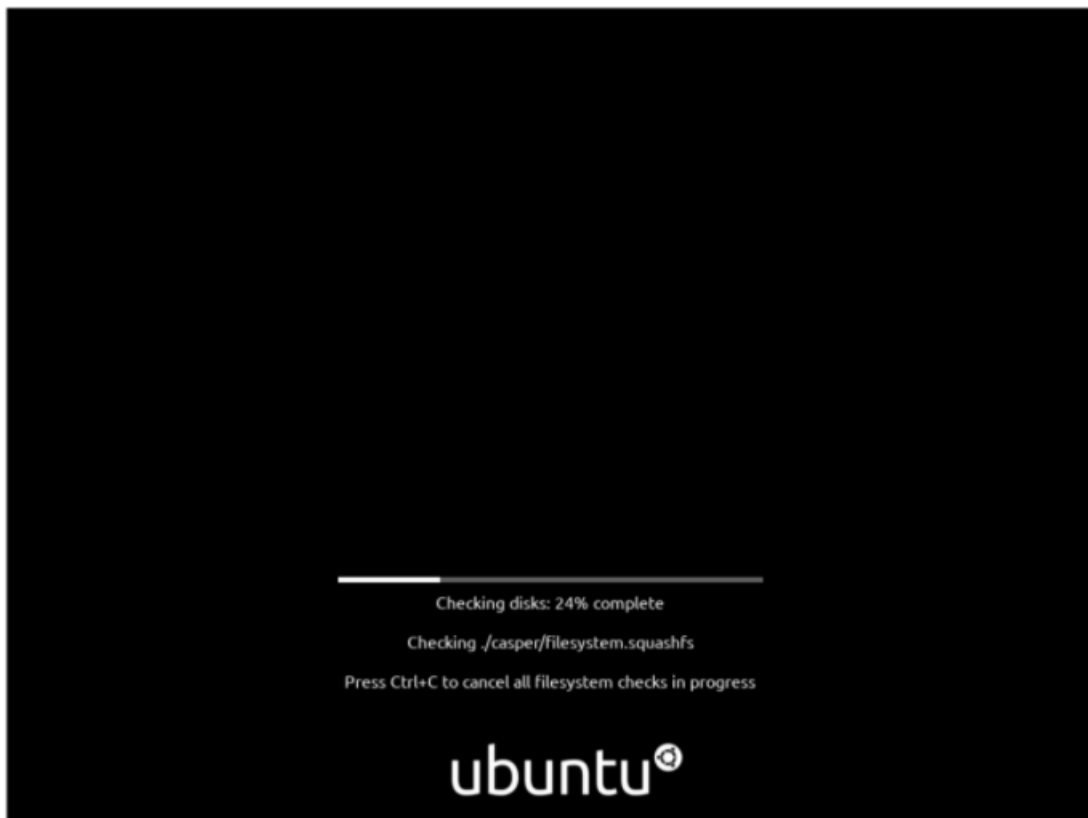 Checking disks: 24% complete
Checking ./casper/filesystem.squashfs
Press Ctrl+C to cancel all filesystem checks in progress
ubuntu